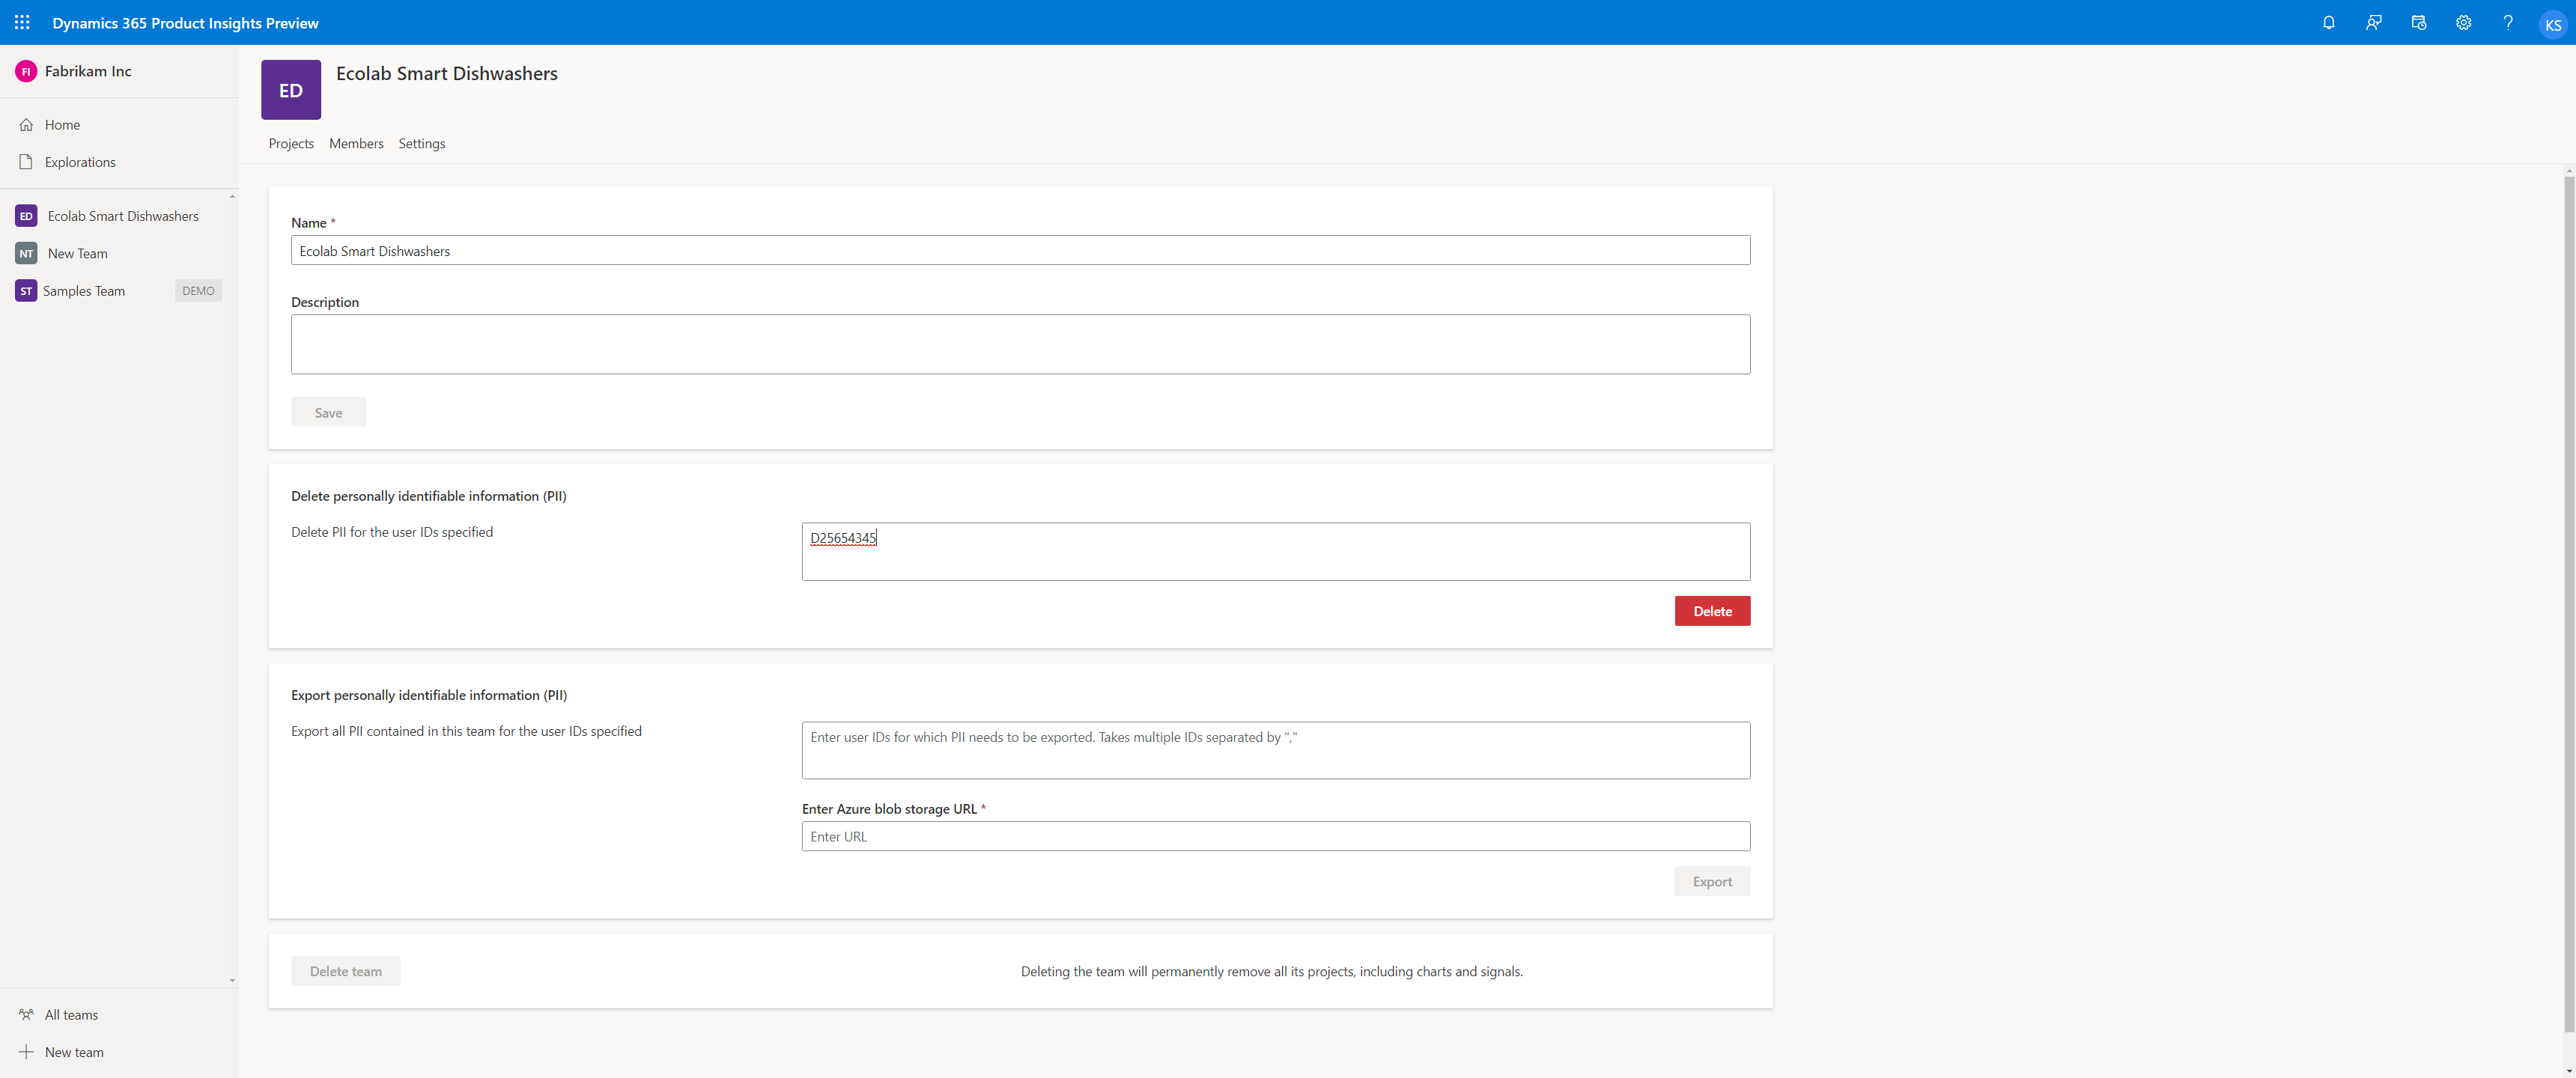 Dynamics 365 Product Insights Preview
KS
FI Fabrikam Inc
Home
Explorations
ED Ecolab Smart Dishwashers
NT New Team
ST Samples Team DEMO
All teams
New team
ED
Ecolab Smart Dishwashers
Projects Members Settings
Name *
Ecolab Smart Dishwashers
Description
Save
Delete personally identifiable information (PII)
Delete PII for the user IDs specified
D25654345
Delete
Export personally identifiable information (PII)
Export all PII contained in this team for the user IDs specified
Enter user IDs for which PII needs to be exported. Takes multiple IDs separated by ","
Enter Azure blob storage URL *
Enter URL
Export
Delete team
Deleting the team will permanently remove all its projects, including charts and signals.